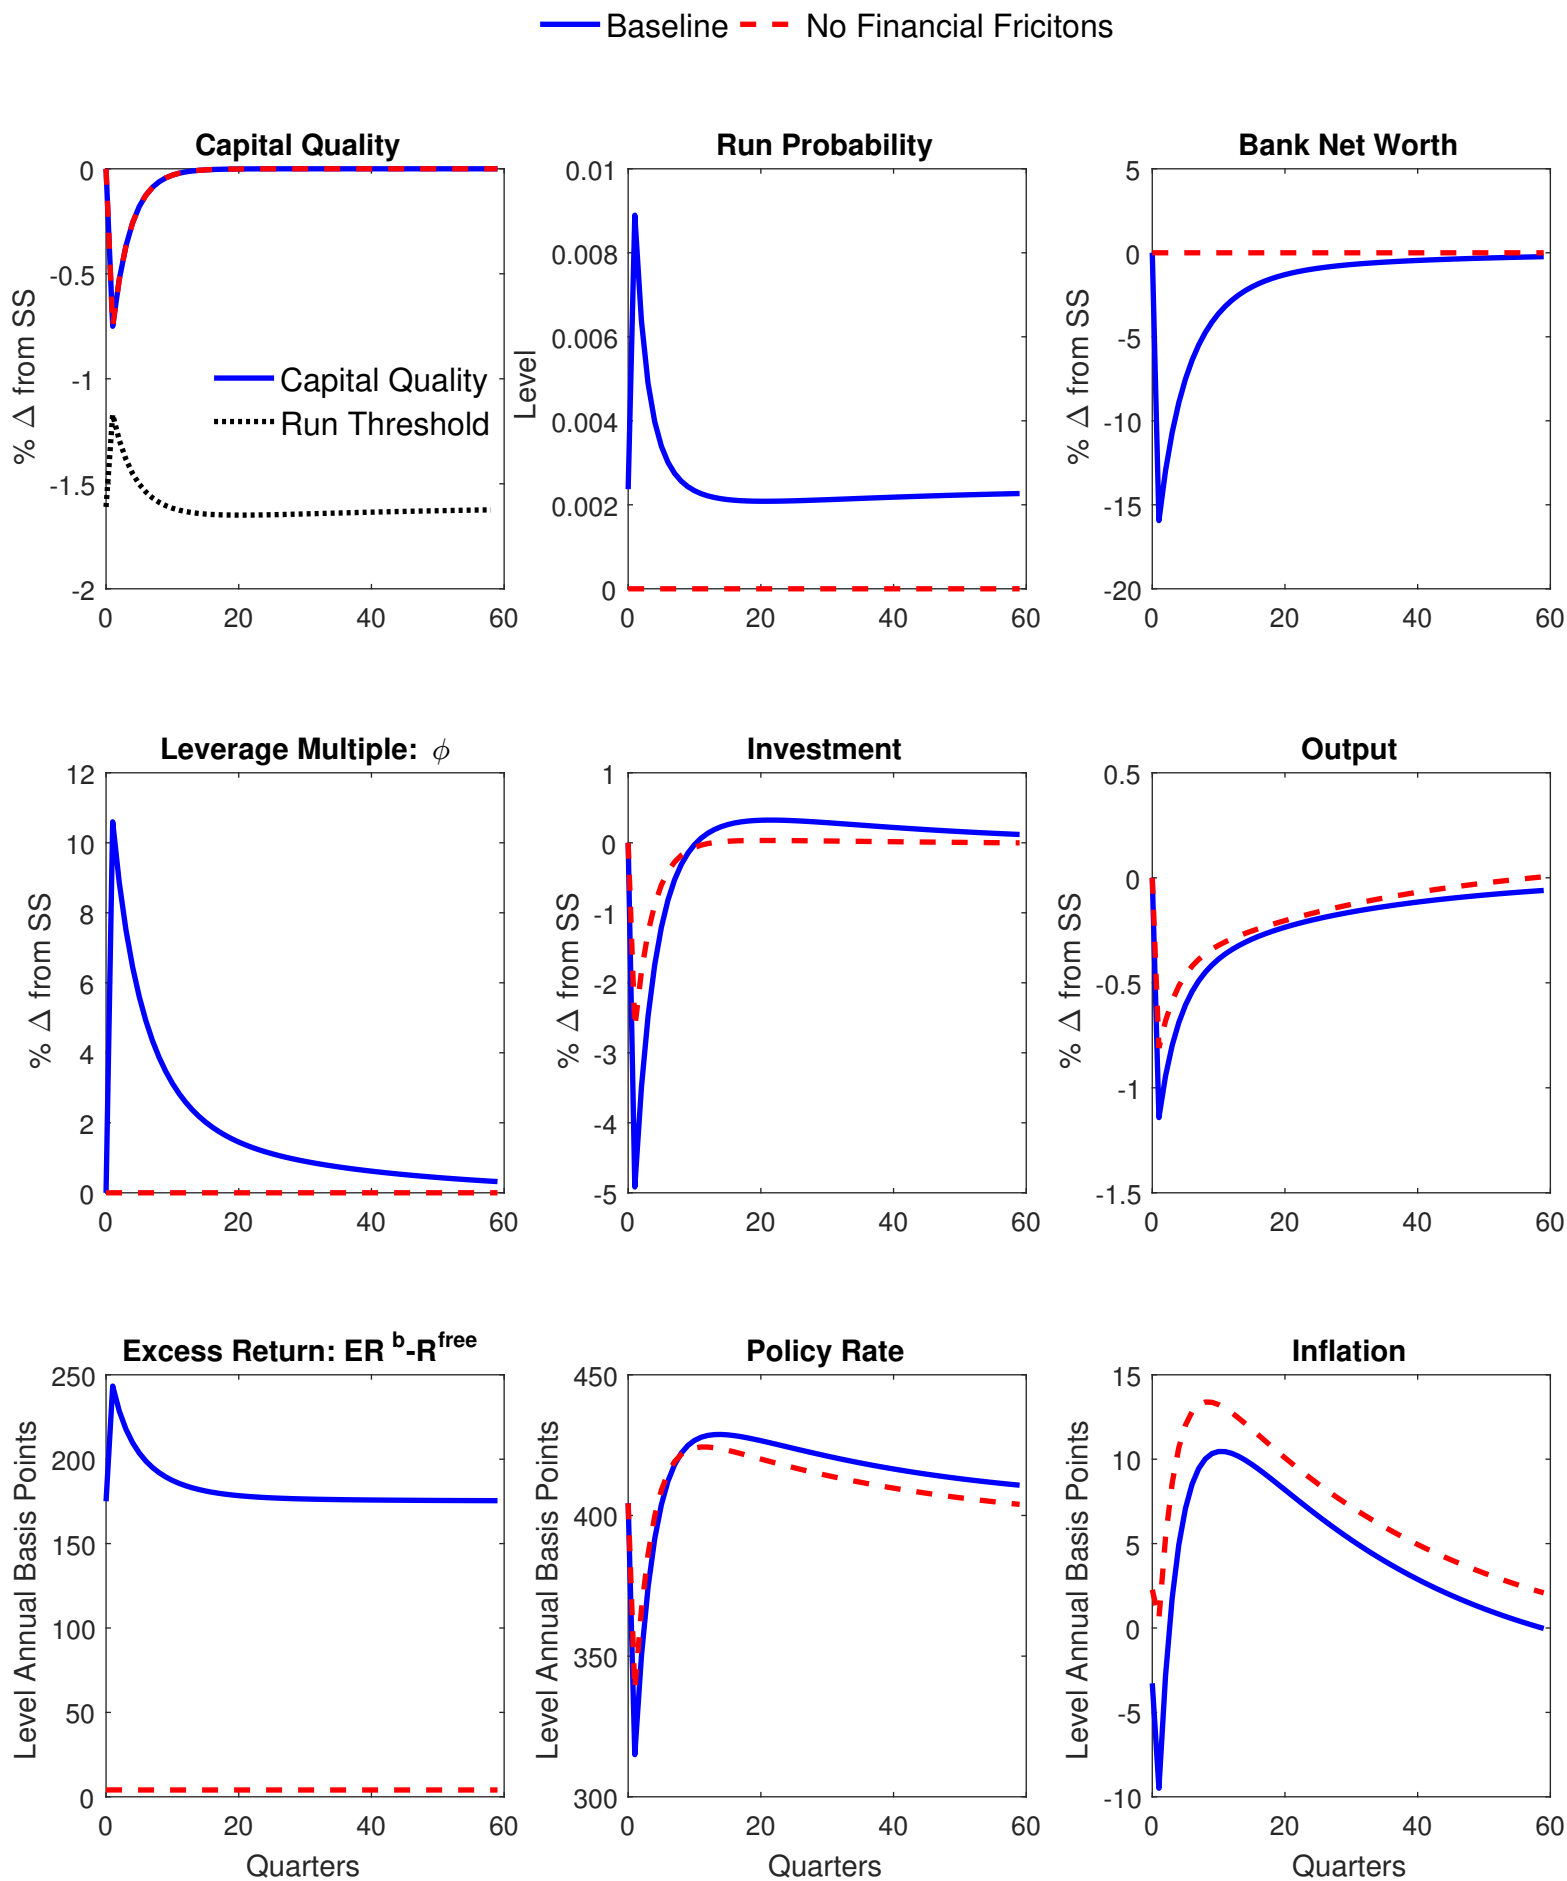 Baseline No Financial Fricitons
Capital Quality Run Probability Bank Net Worth
% Δ from SS
0
-0.5
-1
-1.5
-2
0 20 40 60
Capital Quality
Run Threshold
Level
0.01
0.008
0.006
0.004
0.002
0
0 20 40 60
% Δ from SS
5
0
-5
-10
-15
-20
0 20 40 60
Leverage Multiple: ϕ Investment Output
% Δ from SS
12
10
8
6
4
2
0
0 20 40 60
% Δ from SS
1
0
-1
-2
-3
-4
-5
0 20 40 60
% Δ from SS
0.5
0
-0.5
-1
-1.5
0 20 40 60
Excess Return: ER b-Rfree Policy Rate Inflation
Level Annual Basis Points
250
200
150
100
50
0
0 20 40 60
Quarters
Level Annual Basis Points
450
400
350
300
0 20 40 60
Quarters
Level Annual Basis Points
15
10
5
0
-5
-10
0 20 40 60
Quarters